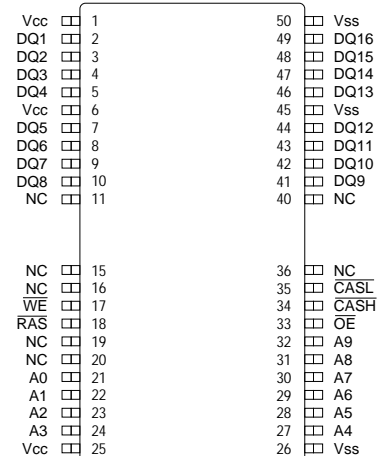 Vcc 1 50 Vss
DQ1 2 49 DQ16
DQ2 3 48 DQ15
DQ3 4 47 DQ14
DQ4 5 46 DQ13
Vcc 6 45 Vss
DQ5 7 44 DQ12
DQ6 8 43 DQ11
DQ7 9 42 DQ10
DQ8 10 41 DQ9
NC 11 40 NC
NC 15 36 NC
NC 16 35 CASL
WE 17 34 CASH
RAS 18 33 OE
NC 19 32 A9
NC 20 31 A8
A0 21 30 A7
A1 22 29 A6
A2 23 28 A5
A3 24 27 A4
Vcc 25 26 Vss